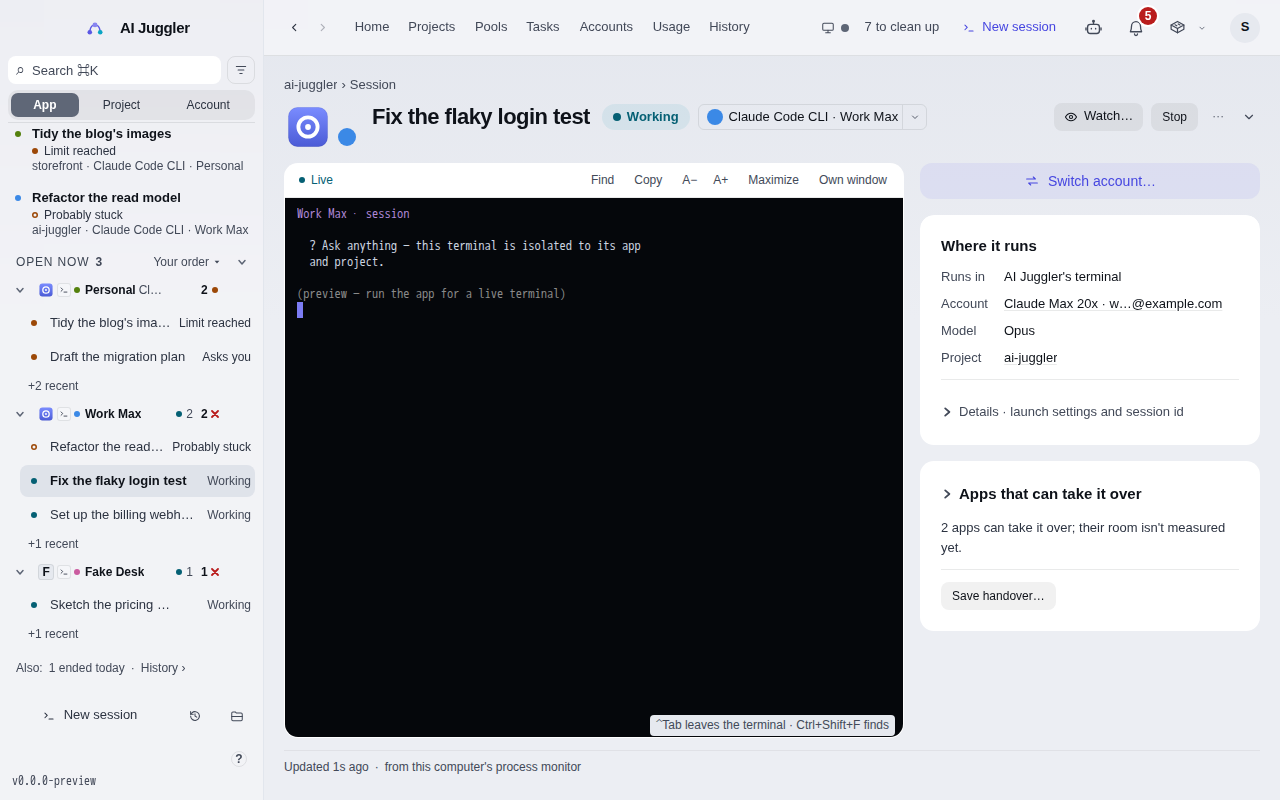 AI Juggler
Search ⌘K
App Project Account
Tidy the blog's images
Limit reached
storefront · Claude Code CLI · Personal
Refactor the read model
Probably stuck
ai-juggler · Claude Code CLI · Work Max
OPEN NOW 3 Your order
Personal Cl… 2
Tidy the blog's ima… Limit reached
Draft the migration plan Asks you
+2 recent
Work Max 2 2
Refactor the read… Probably stuck
Fix the flaky login test Working
Set up the billing webh… Working
+1 recent
F Fake Desk 1 1
Sketch the pricing … Working
+1 recent
Also: 1 ended today · History ›
New session
?
v0.0.0-preview
Home Projects Pools Tasks Accounts Usage History 7 to clean up New session 5 S
ai-juggler › Session
Fix the flaky login test Working Claude Code CLI · Work Max Watch… Stop …
Live Find Copy A− A+ Maximize Own window
Work Max · session
? Ask anything — this terminal is isolated to its app
and project.
(preview — run the app for a live terminal)
^Tab leaves the terminal · Ctrl+Shift+F finds
Switch account…
Where it runs
Runs in AI Juggler's terminal
Account Claude Max 20x · w…@example.com
Model Opus
Project ai-juggler
Details · launch settings and session id
Apps that can take it over
2 apps can take it over; their room isn't measured
yet.
Save handover…
Updated 1s ago · from this computer's process monitor